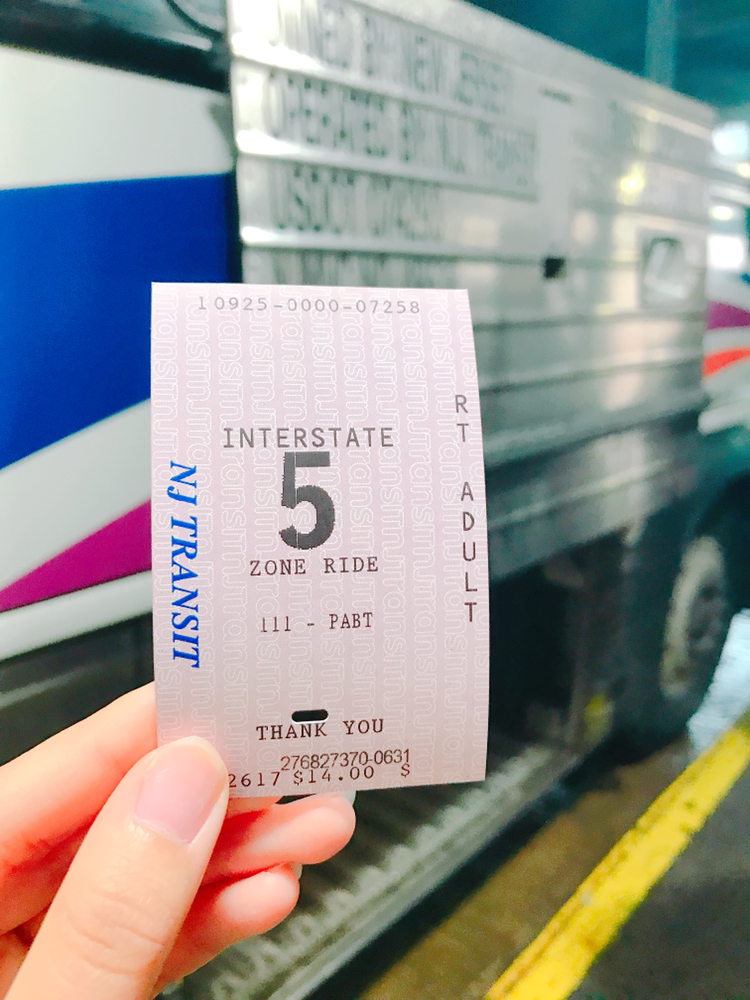 OWNED BY: NEW JERSEY
OPERATED BY: NJ TRANSIT
USDOT
10925-0000-07258
RT ADULT
INTERSTATE
5
ZONE RIDE
NJ TRANSIT
111 - PABT
THANK YOU
276827370-0631
2617 $14.00 $